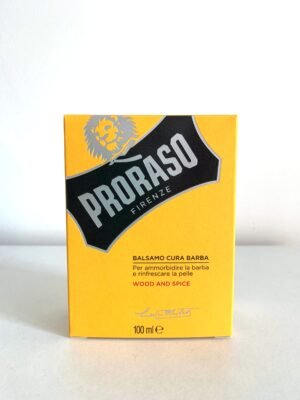 PRORASO
FIRENZE
BALSAMO CURA BARBA
Per ammorbidire la barba
e rinfrescare la pelle
WOOD AND SPICE
100 ml ℮